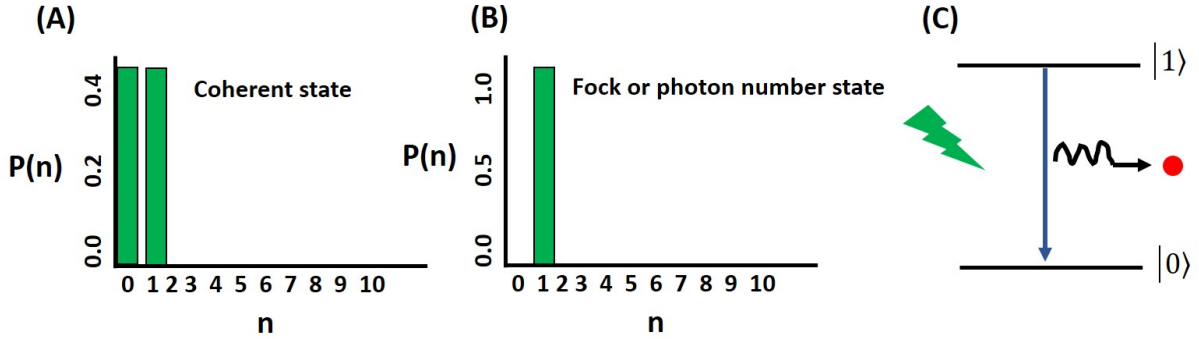 (A)
0.4
0.2
0.0
P(n)
Coherent state
0 1 2 3 4 5 6 7 8 9 10
n
(B)
1.0
0.5
0.0
P(n)
Fock or photon number state
0 1 2 3 4 5 6 7 8 9 10
n
(C)
|1⟩
|0⟩